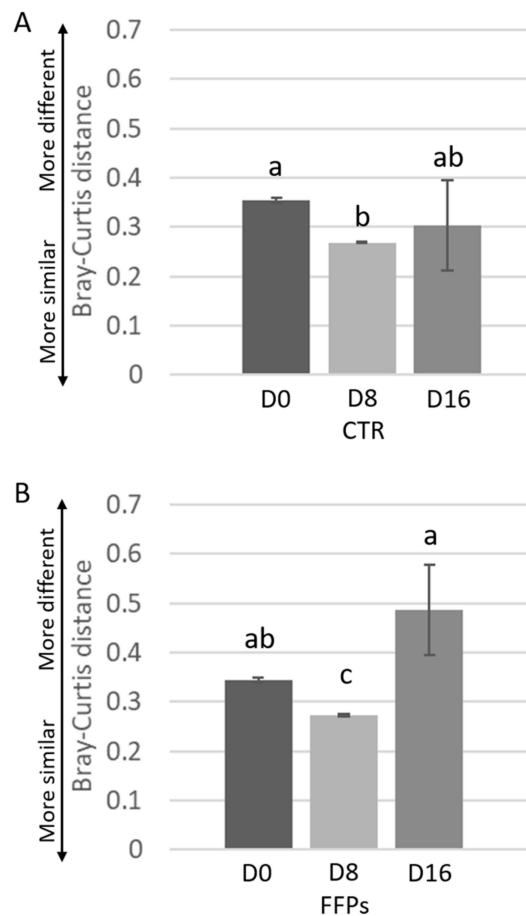 A
More different
More similar
Bray-Curtis distance
0.7
0.6
0.5
0.4
0.3
0.2
0.1
0
a
b
ab
D0
D8
D16
CTR
B
More different
More similar
Bray-Curtis distance
0.7
0.6
0.5
0.4
0.3
0.2
0.1
0
ab
c
a
D0
D8
D16
FFPs